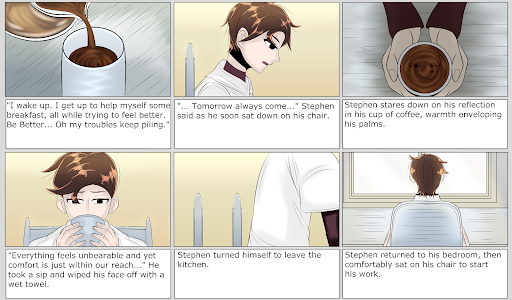 "I wake up. I get up to help myself some
breakfast, all while trying to feel better.
Be Better... Oh my troubles keep piling."
"... Tomorrow always come..." Stephen
said as he soon sat down on his chair.
Stephen stares down on his reflection
in his cup of coffee, warmth enveloping
his palms.
"Everything feels unbearable and yet
comfort is just within our reach..." He
took a sip and wiped his face off with a
wet towel.
Stephen turned himself to leave the
kitchen.
Stephen returned to his bedroom, then
comfortably sat on his chair to start
his work.